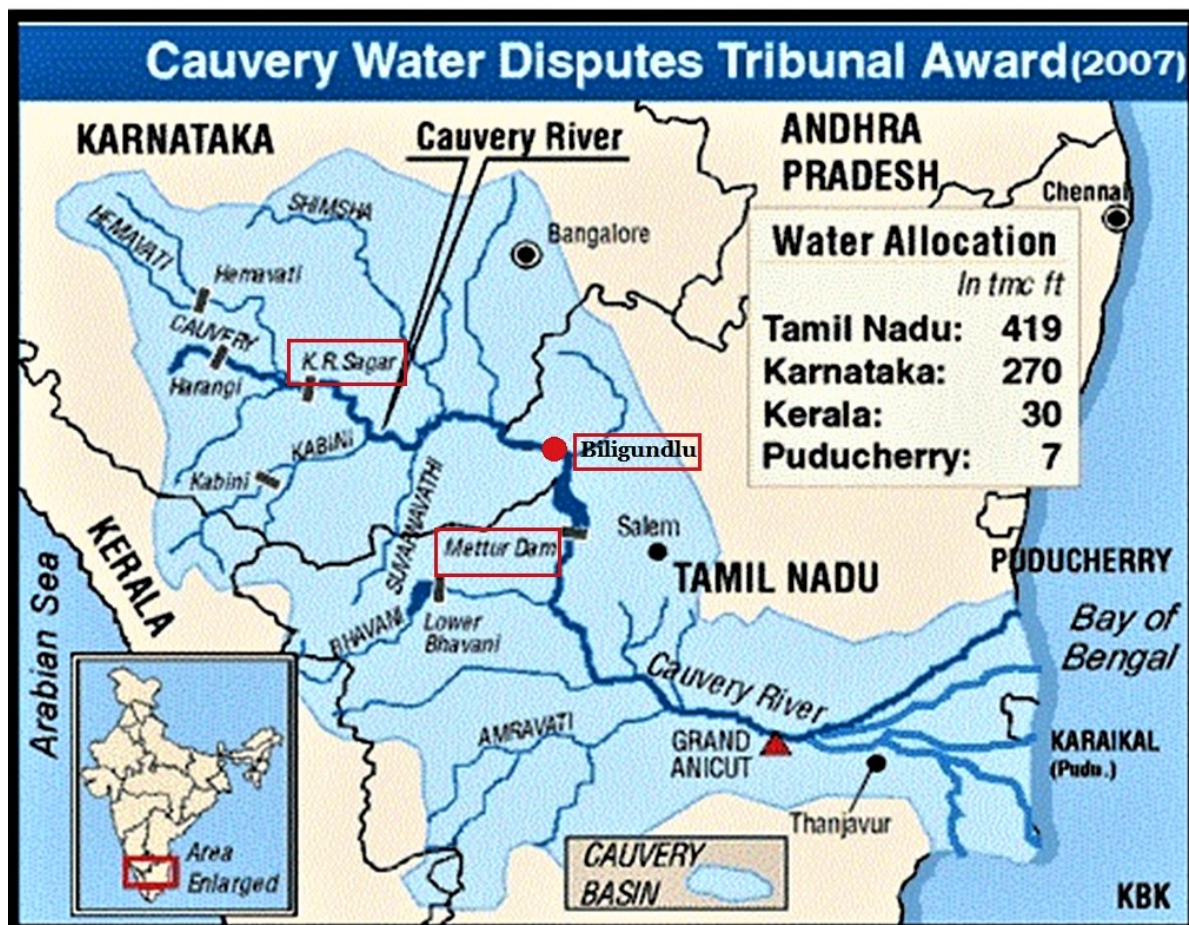 Cauvery Water Disputes Tribunal Award(2007)
KARNATAKA
Cauvery River
ANDHRA
PRADESH
Chennai
HEMAVATI
SHIMSHA
Bangalore
Hemavati
CAUVERY
Harangi
K.R.Sagar
Water Allocation
In tmc ft
Tamil Nadu: 419
Karnataka: 270
Kerala: 30
Puducherry: 7
KABINI
Kabini
Biligundlu
SUVARNAVATHI
Mettur Dam
Salem
TAMIL NADU
PUDUCHERRY
KERALA
Arabian Sea
BHAVANI
Lower
Bhavani
Bay of
Bengal
Cauvery River
AMRAVATI
GRAND
ANICUT
KARAIKAL
(Pudu.)
Thanjavur
Area
Enlarged
CAUVERY
BASIN
KBK